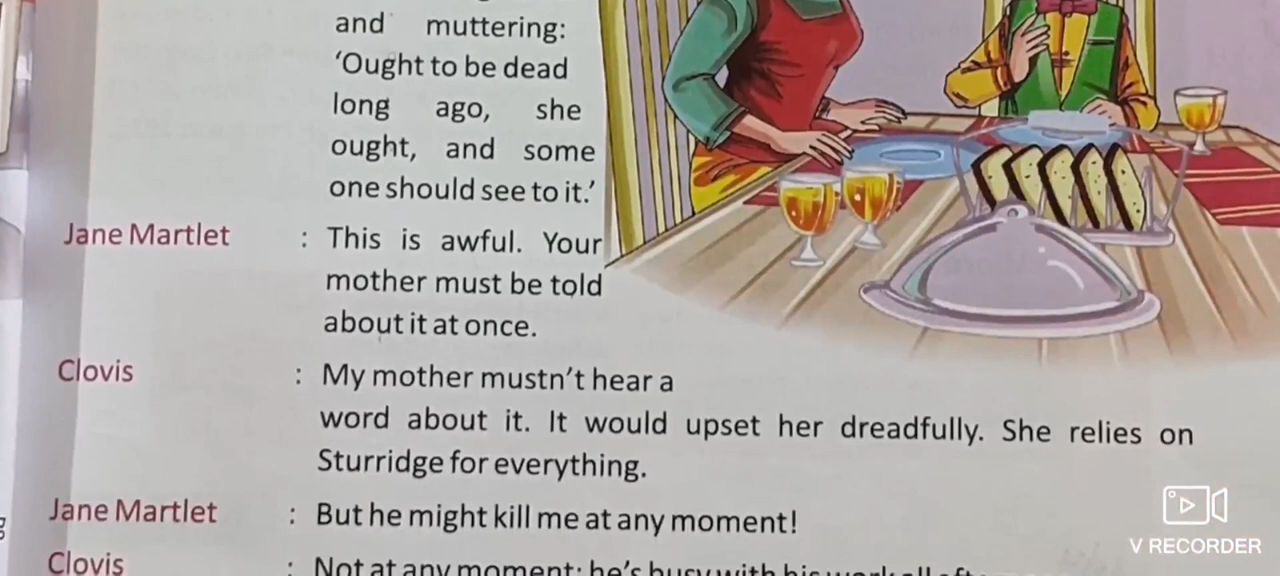 and muttering:
‘Ought to be dead
long ago, she
ought, and some
one should see to it.’
Jane Martlet : This is awful. Your
mother must be told
about it at once.
Clovis : My mother mustn’t hear a
word about it. It would upset her dreadfully. She relies on
Sturridge for everything.
Jane Martlet : But he might kill me at any moment!
Clovis : Not at any moment; he’s busy with his work all
V RECORDER